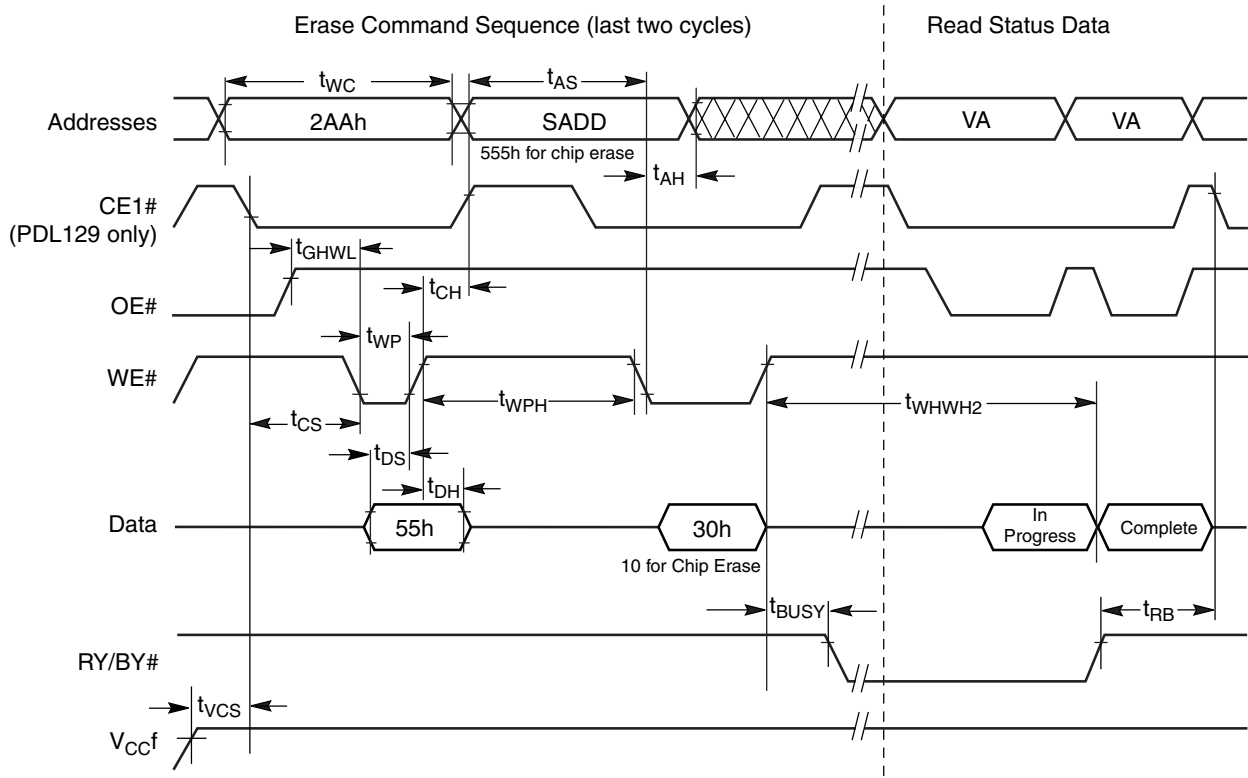 Erase Command Sequence (last two cycles)
Read Status Data
tWC
tAS
Addresses
2AAh
SADD
VA
VA
555h for chip erase
tAH
CE1#
(PDL129 only)
tGHWL
tCH
OE#
tWP
WE#
tWPH
tWHWH2
tCS
tDS
tDH
Data
55h
30h
In
Progress
Complete
10 for Chip Erase
tBUSY
tRB
RY/BY#
tVCS
VCCf